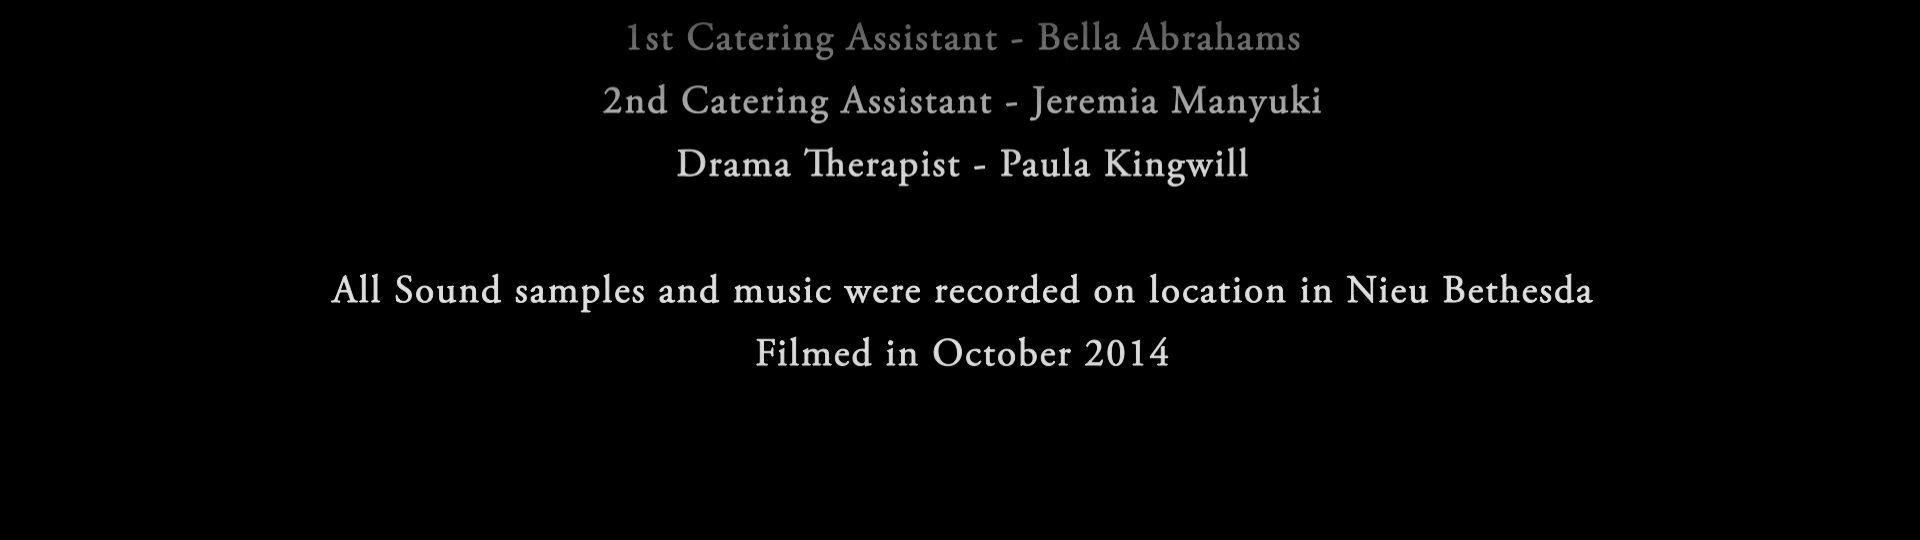 1st Catering Assistant - Bella Abrahams
2nd Catering Assistant - Jeremia Manyuki
Drama Therapist - Paula Kingwill
All Sound samples and music were recorded on location in Nieu Bethesda
Filmed in October 2014